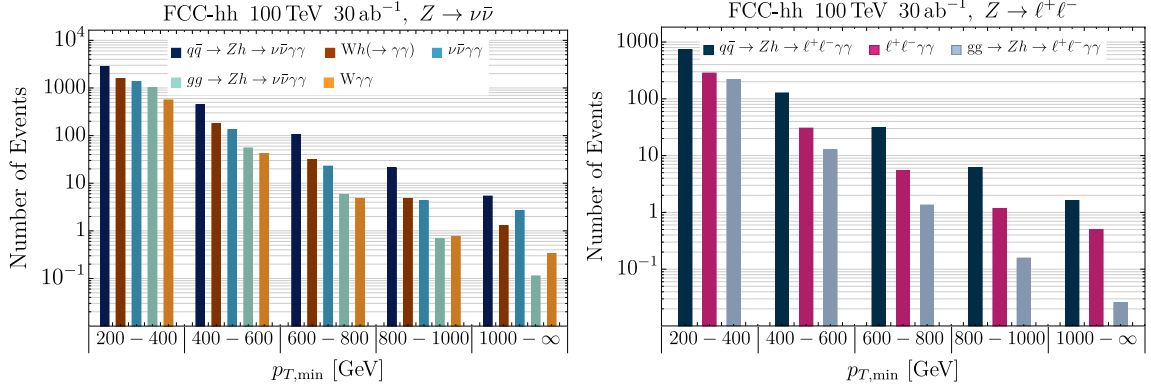 FCC-hh 100 TeV 30 ab⁻¹, Z → νν̄
10⁴
1000
100
10
1
10⁻¹
Number of Events
qq̄ → Zh → νν̄γγ Wh(→ γγ) νν̄γγ
gg → Zh → νν̄γγ Wγγ
200 − 400 400 − 600 600 − 800 800 − 1000 1000 − ∞
p_{T,min} [GeV]
FCC-hh 100 TeV 30 ab⁻¹, Z → ℓ⁺ℓ⁻
1000
100
10
1
10⁻¹
Number of Events
qq̄ → Zh → ℓ⁺ℓ⁻γγ ℓ⁺ℓ⁻γγ gg → Zh → ℓ⁺ℓ⁻γγ
200 − 400 400 − 600 600 − 800 800 − 1000 1000 − ∞
p_{T,min} [GeV]